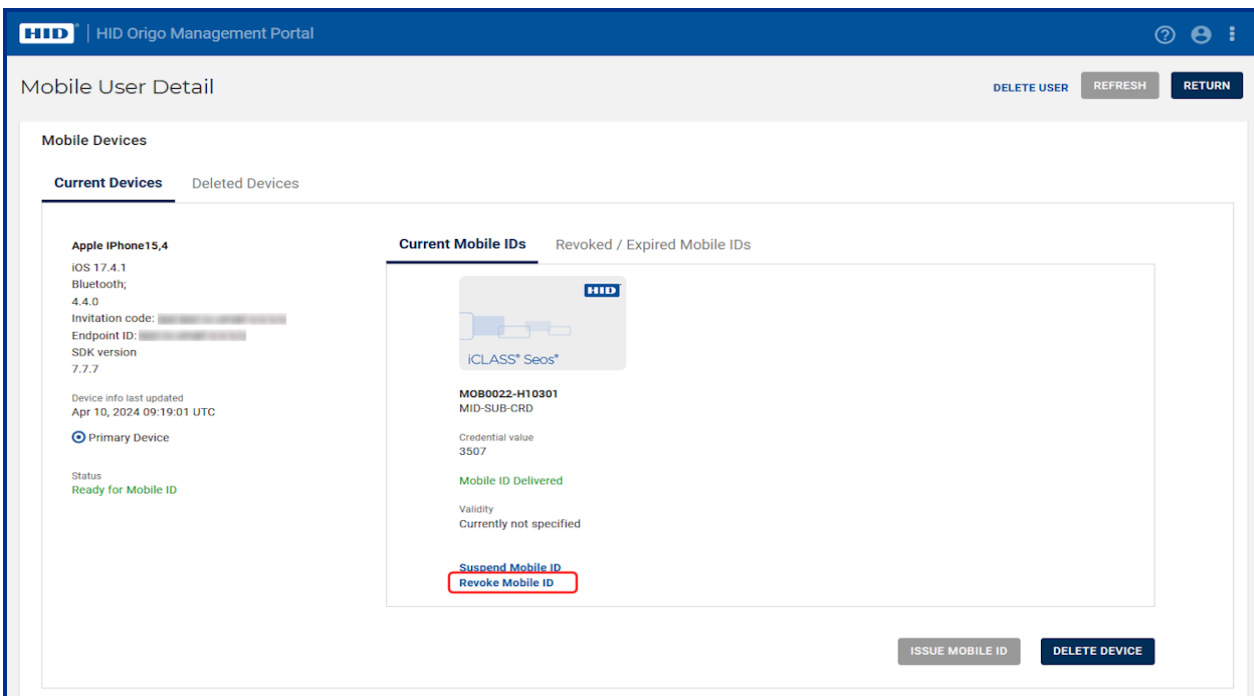 HID | HID Origo Management Portal
Mobile User Detail
DELETE USER
REFRESH
RETURN
Mobile Devices
Current Devices
Deleted Devices
Apple IPhone15,4
iOS 17.4.1
Bluetooth;
4.4.0
Invitation code:
Endpoint ID:
SDK version
7.7.7
Device info last updated
Apr 10, 2024 09:19:01 UTC
Primary Device
Status
Ready for Mobile ID
Current Mobile IDs
Revoked / Expired Mobile IDs
HID
iCLASS® Seos®
MOB0022-H10301
MID-SUB-CRD
Credential value
3507
Mobile ID Delivered
Validity
Currently not specified
Suspend Mobile ID
Revoke Mobile ID
ISSUE MOBILE ID
DELETE DEVICE